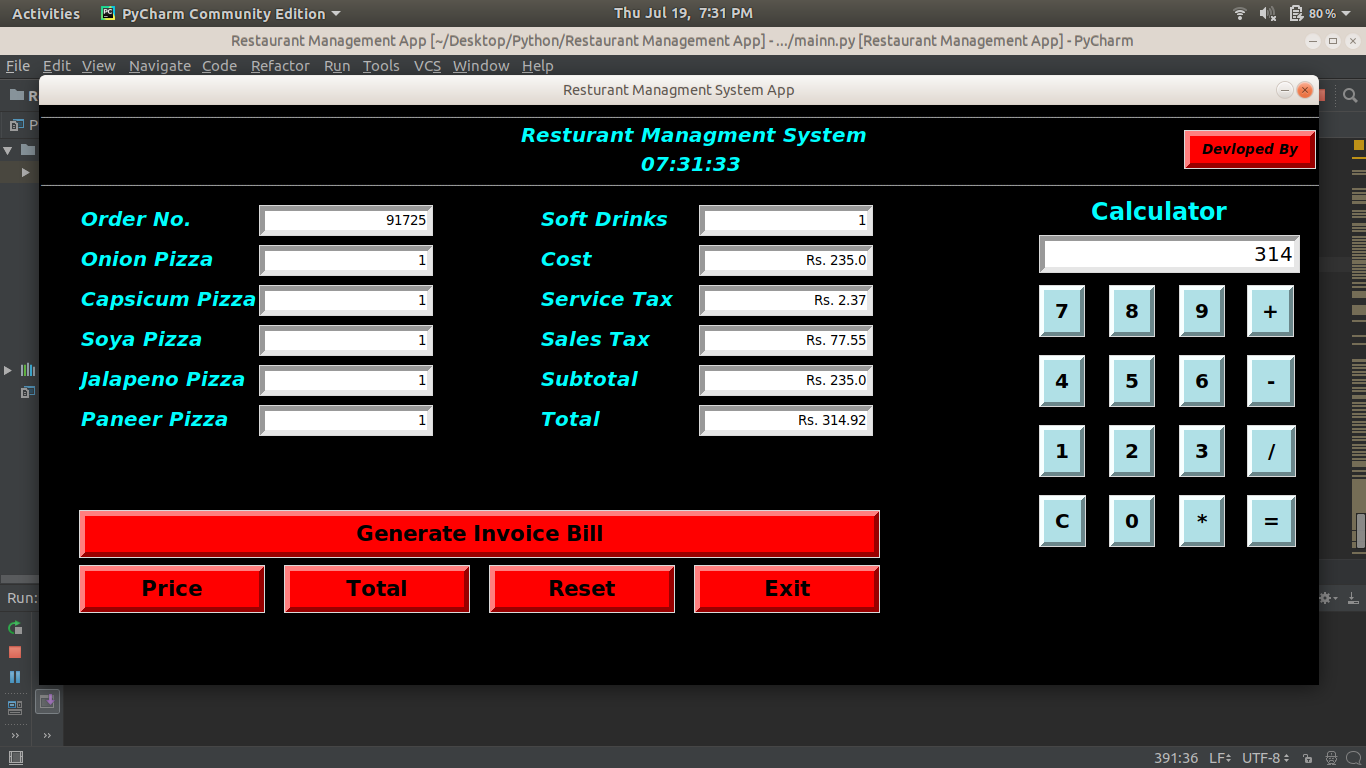 Activities PyCharm Community Edition Thu Jul 19, 7:31 PM 80%
Restaurant Management App [~/Desktop/Python/Restaurant Management App] - .../mainn.py [Restaurant Management App] - PyCharm
File Edit View Navigate Code Refactor Run Tools VCS Window Help
Resturant Managment System App
Resturant Managment System
07:31:33
Devloped By
Order No. 91725 Soft Drinks 1
Onion Pizza 1 Cost Rs. 235.0
Capsicum Pizza 1 Service Tax Rs. 2.37
Soya Pizza 1 Sales Tax Rs. 77.55
Jalapeno Pizza 1 Subtotal Rs. 235.0
Paneer Pizza 1 Total Rs. 314.92
Calculator
314
7 8 9 +
4 5 6 -
1 2 3 /
C 0 * =
Generate Invoice Bill
Price Total Reset Exit
Run:
391:36 LF UTF-8